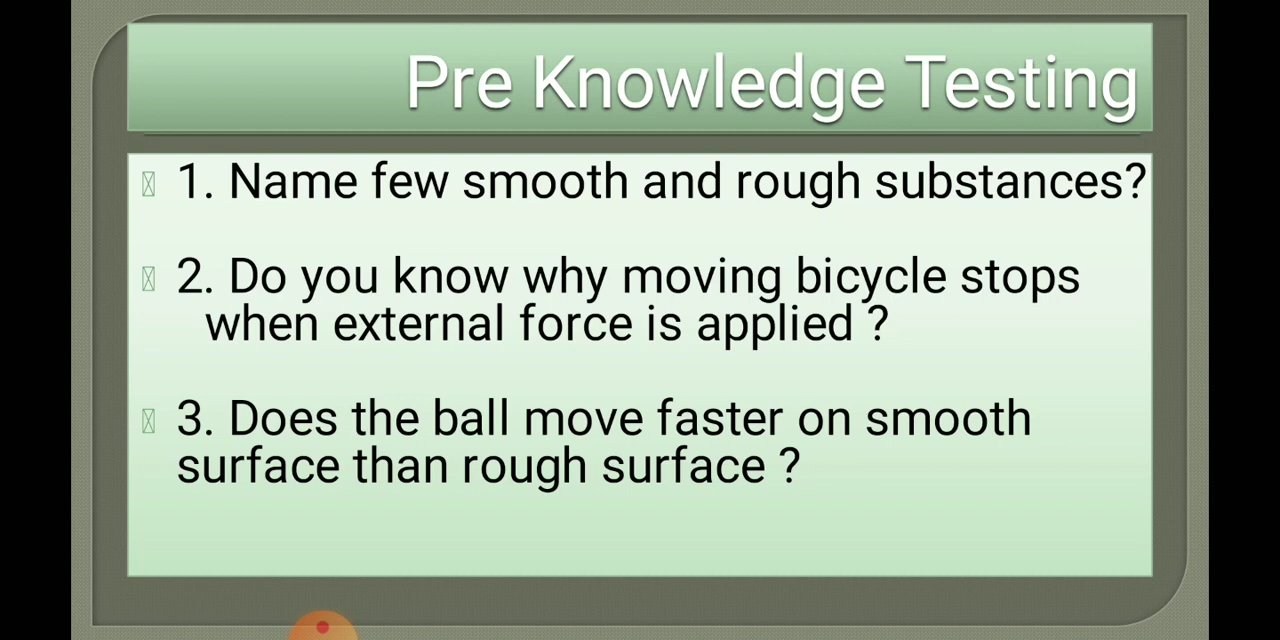 Pre Knowledge Testing
1. Name few smooth and rough substances?
2. Do you know why moving bicycle stops
when external force is applied ?
3. Does the ball move faster on smooth
surface than rough surface ?